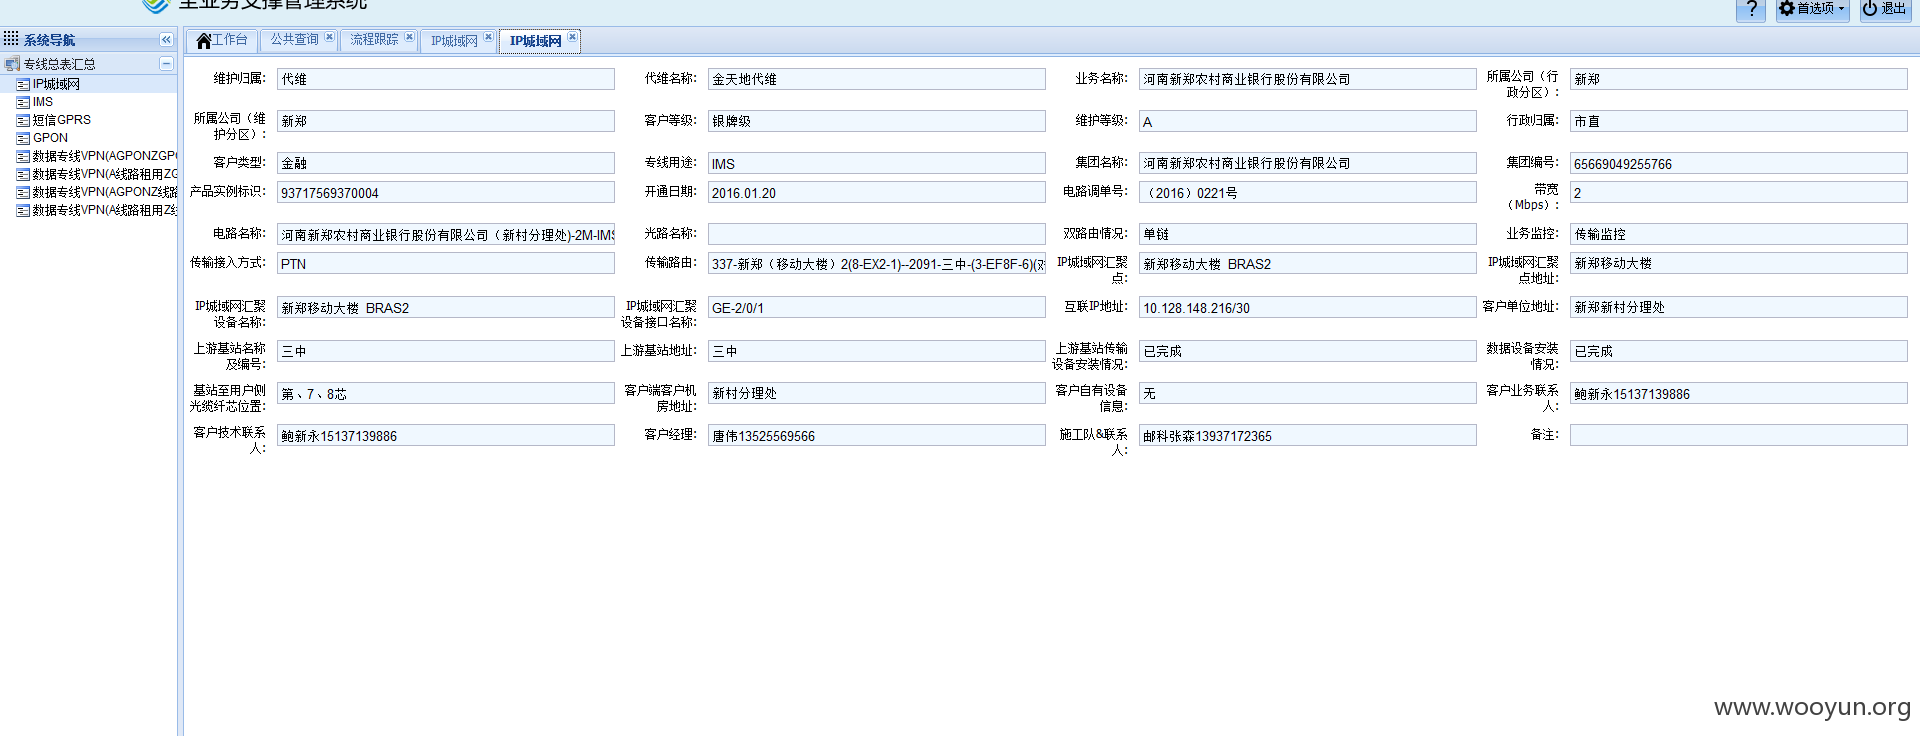 全业务支撑管理系统
? 首选项 退出
系统导航
工作台 公共查询 流程跟踪 IP城域网 IP城域网
专线总表汇总
IP城域网
IMS
短信GPRS
GPON
数据专线VPN(AGPONZGP
数据专线VPN(A线路租用ZG
数据专线VPN(AGPONZ线路
数据专线VPN(A线路租用Z线
维护归属: 代维 代维名称: 金天地代维 业务名称: 河南新郑农村商业银行股份有限公司 所属公司（行政分区）: 新郑
所属公司（维护分区）: 新郑 客户等级: 银牌级 维护等级: A 行政归属: 市直
客户类型: 金融 专线用途: IMS 集团名称: 河南新郑农村商业银行股份有限公司 集团编号: 65669049255766
产品实例标识: 93717569370004 开通日期: 2016.01.20 电路调单号: （2016）0221号 带宽（Mbps）: 2
电路名称: 河南新郑农村商业银行股份有限公司（新村分理处)-2M-IMS 光路名称: 双路由情况: 单链 业务监控: 传输监控
传输接入方式: PTN 传输路由: 337-新郑（移动大楼）2(8-EX2-1)--2091-三中-(3-EF8F-6)(对 IP城域网汇聚点: 新郑移动大楼 BRAS2 IP城域网汇聚点地址: 新郑移动大楼
IP城域网汇聚设备名称: 新郑移动大楼 BRAS2 IP城域网汇聚设备接口名称: GE-2/0/1 互联IP地址: 10.128.148.216/30 客户单位地址: 新郑新村分理处
上游基站名称及编号: 三中 上游基站地址: 三中 上游基站传输设备安装情况: 已完成 数据设备安装情况: 已完成
基站至用户侧光缆纤芯位置: 第、7、8芯 客户端客户机房地址: 新村分理处 客户自有设备信息: 无 客户业务联系人: 鲍新永15137139886
客户技术联系人: 鲍新永15137139886 客户经理: 唐伟13525569566 施工队&联系人: 邮科张森13937172365 备注:
www.wooyun.org